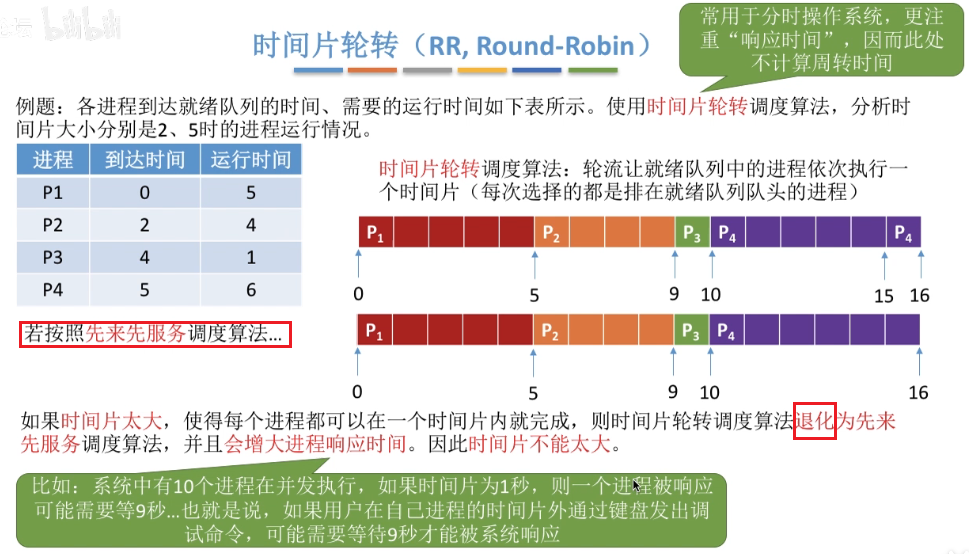 bilibili
时间片轮转（RR, Round-Robin）
常用于分时操作系统，更注
重“响应时间”，因而此处
不计算周转时间
例题：各进程到达就绪队列的时间、需要的运行时间如下表所示。使用时间片轮转调度算法，分析时
间片大小分别是2、5时的进程运行情况。
进程 到达时间 运行时间
P1 0 5
P2 2 4
P3 4 1
P4 5 6
时间片轮转调度算法：轮流让就绪队列中的进程依次执行一
个时间片（每次选择的都是排在就绪队列队头的进程）
P1 P2 P3 P4 P4
0 5 9 10 15 16
若按照先来先服务调度算法...
P1 P2 P3 P4
0 5 9 10 16
如果时间片太大，使得每个进程都可以在一个时间片内就完成，则时间片轮转调度算法退化为先来
先服务调度算法，并且会增大进程响应时间。因此时间片不能太大。
比如：系统中有10个进程在并发执行，如果时间片为1秒，则一个进程被响应
可能需要等9秒...也就是说，如果用户在自己进程的时间片外通过键盘发出调
试命令，可能需要等待9秒才能被系统响应